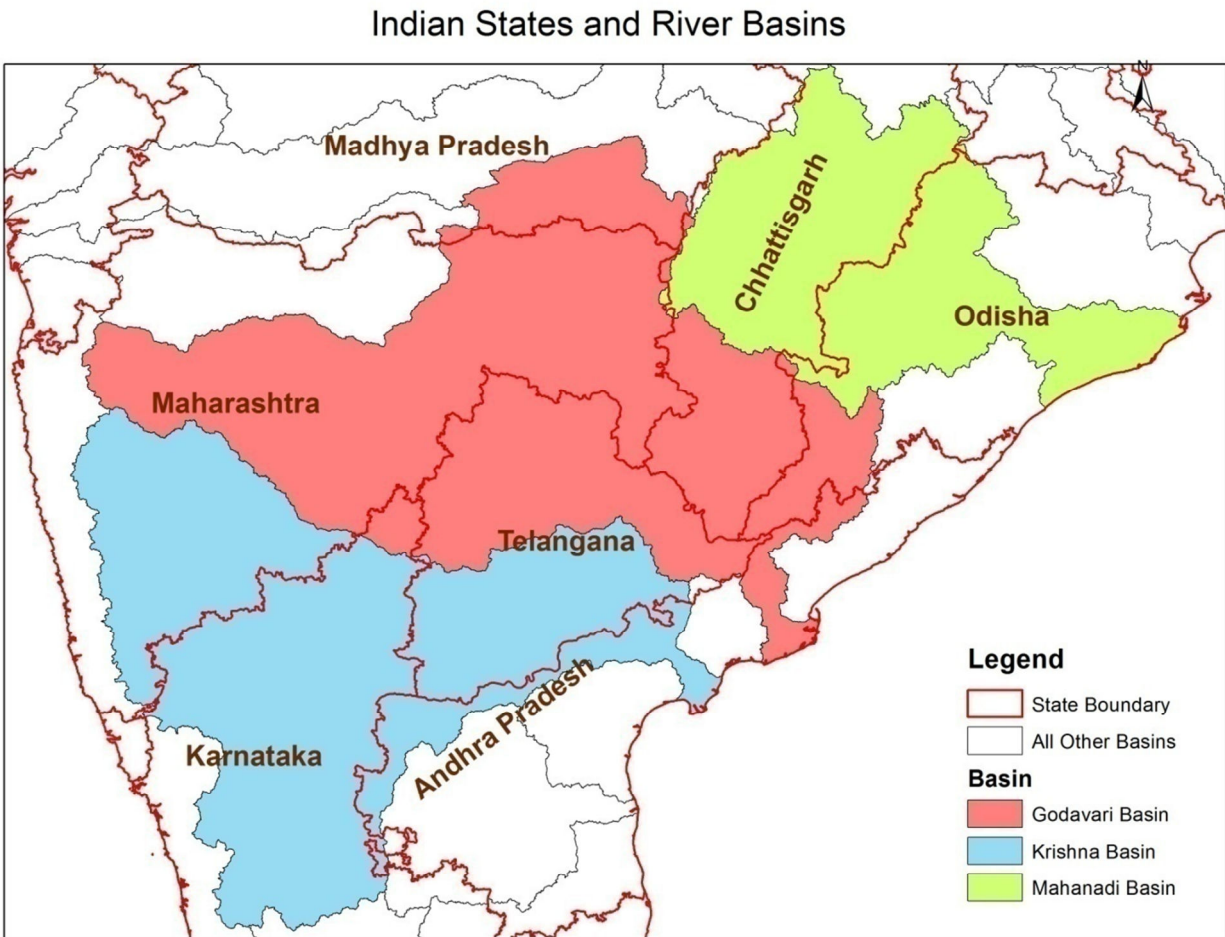 Indian States and River Basins
N
Madhya Pradesh
Chhattisgarh
Odisha
Maharashtra
Telangana
Andhra Pradesh
Karnataka
Legend
State Boundary
All Other Basins
Basin
Godavari Basin
Krishna Basin
Mahanadi Basin